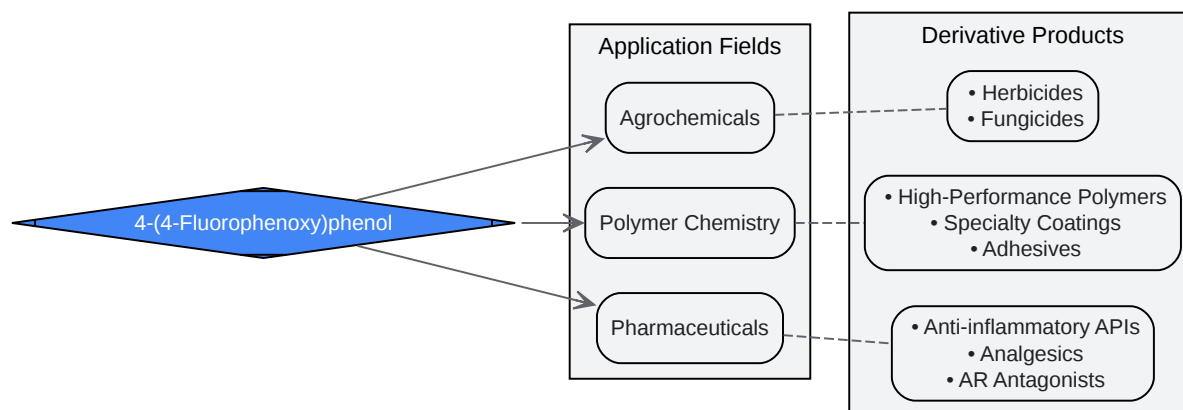 4-(4-Fluorophenoxy)phenol
Application Fields
Agrochemicals
Polymer Chemistry
Pharmaceuticals
Derivative Products
• Herbicides
• Fungicides
• High-Performance Polymers
• Specialty Coatings
• Adhesives
• Anti-inflammatory APIs
• Analgesics
• AR Antagonists